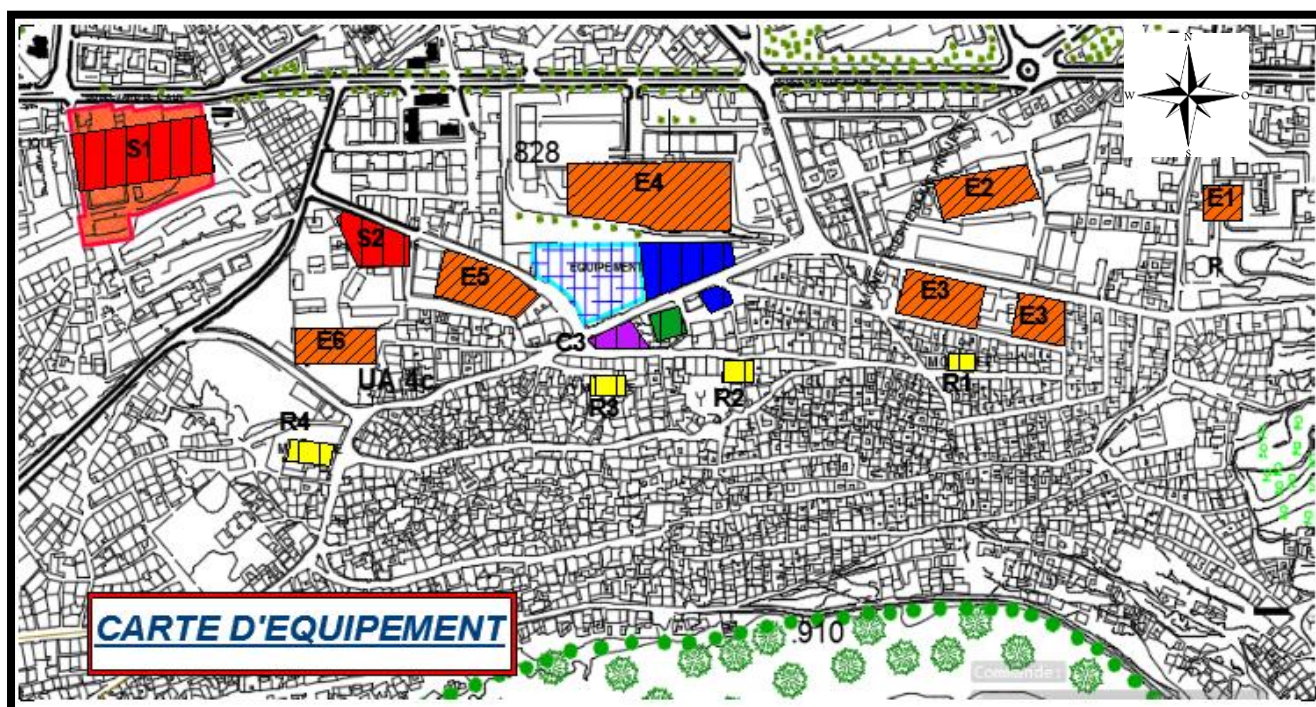 N
W
O
S
S1
828
E4
E2
E1
S2
EQUIPEMENT
R
E5
E3
E3
C3
E6
UA 4c
R1
R2
R3
R4
CARTE D'EQUIPEMENT
.910
Commande :